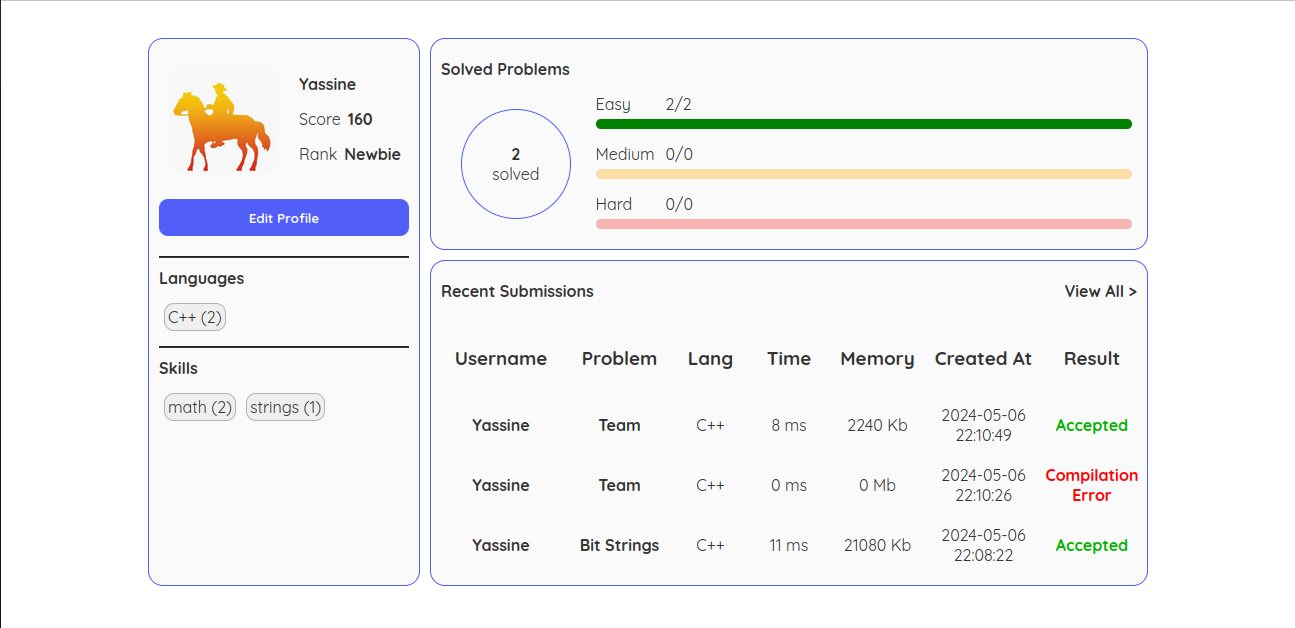 Yassine
Score 160
Rank Newbie
Edit Profile
Languages
C++ (2)
Skills
math (2) strings (1)
Solved Problems
2
solved
Easy 2/2
Medium 0/0
Hard 0/0
Recent Submissions View All >
Username Problem Lang Time Memory Created At Result
Yassine Team C++ 8 ms 2240 Kb 2024-05-06 22:10:49 Accepted
Yassine Team C++ 0 ms 0 Mb 2024-05-06 22:10:26 Compilation Error
Yassine Bit Strings C++ 11 ms 21080 Kb 2024-05-06 22:08:22 Accepted